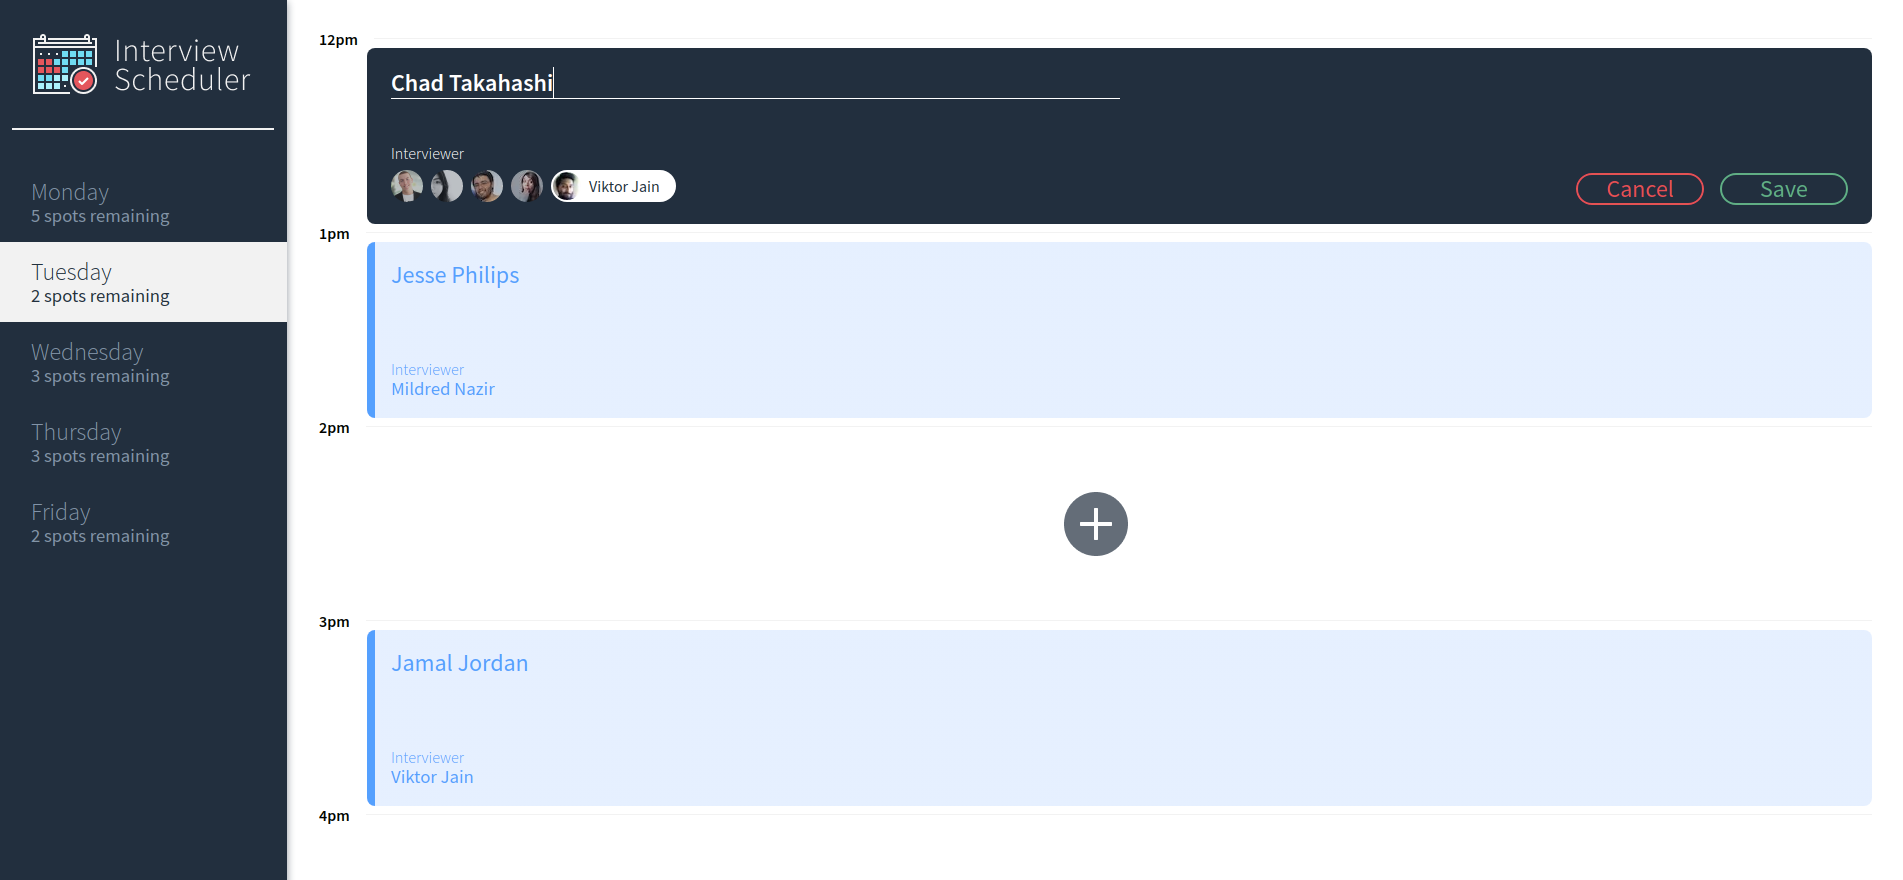 Interview
Scheduler
Monday
5 spots remaining
Tuesday
2 spots remaining
Wednesday
3 spots remaining
Thursday
3 spots remaining
Friday
2 spots remaining
12pm
Chad Takahashi
Interviewer
Viktor Jain
Cancel
Save
1pm
Jesse Philips
Interviewer
Mildred Nazir
2pm
3pm
Jamal Jordan
Interviewer
Viktor Jain
4pm